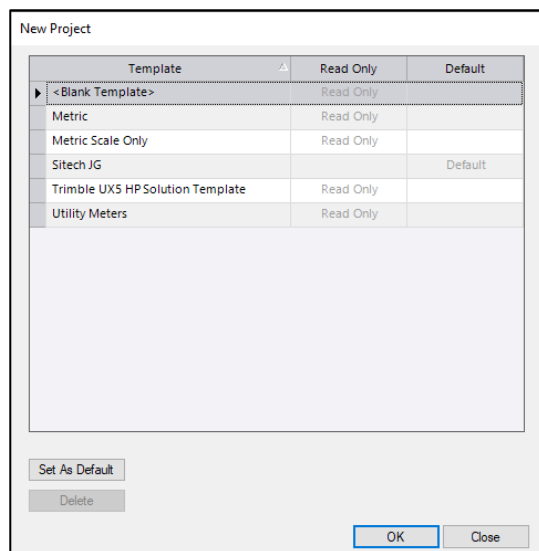 New Project
Template Read Only Default
<Blank Template> Read Only
Metric Read Only
Metric Scale Only Read Only
Sitech JG Default
Trimble UX5 HP Solution Template Read Only
Utility Meters Read Only
Set As Default
Delete
OK Close